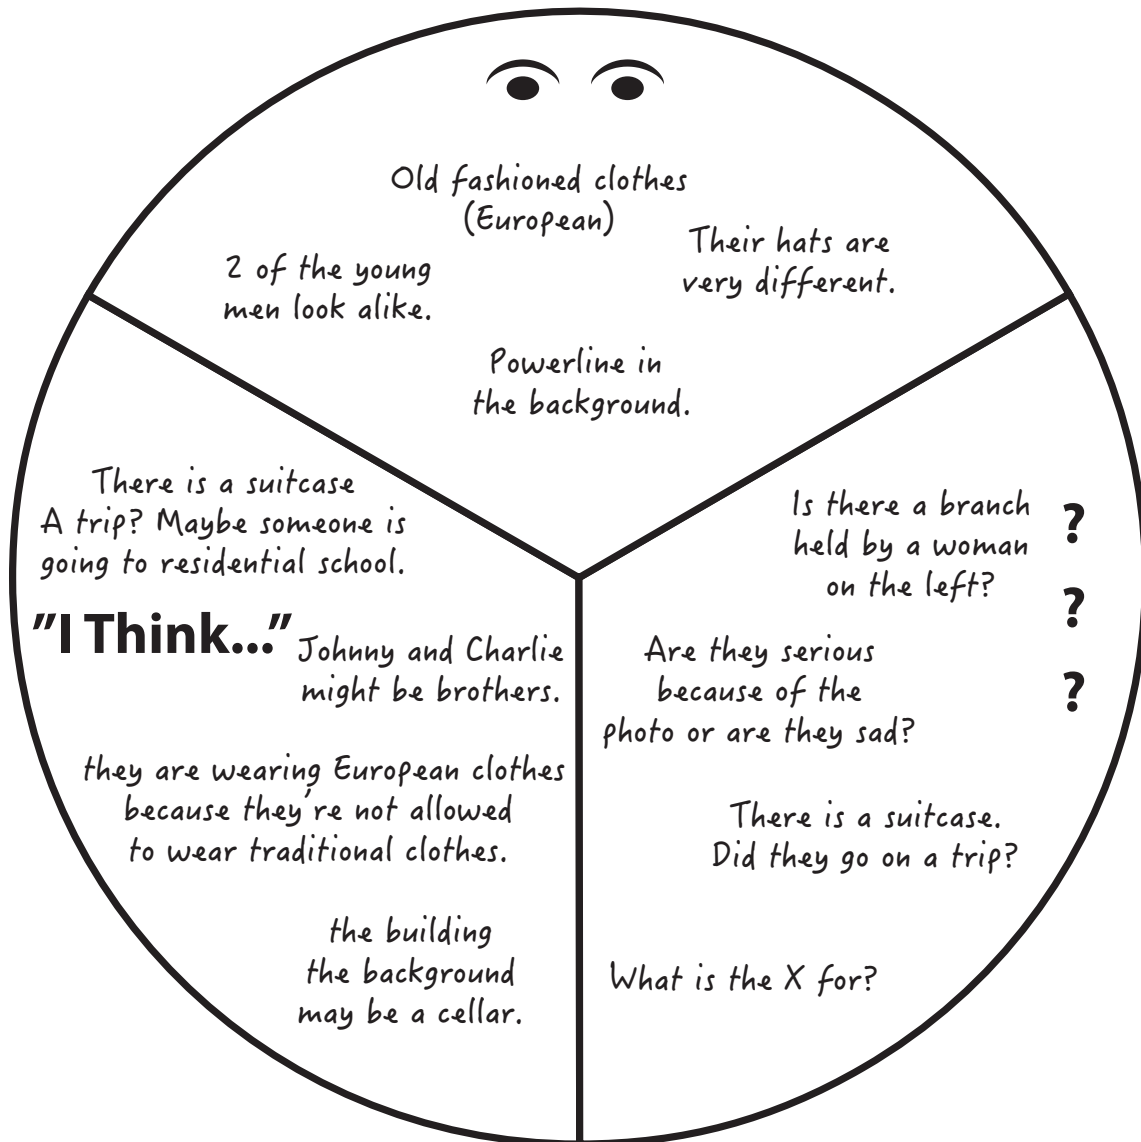 Old fashioned clothes
(European)
Their hats are
very different.
2 of the young
men look alike.
Powerline in
the background.
There is a suitcase
A trip? Maybe someone is
going to residential school.
"I Think..."
Johnny and Charlie
might be brothers.
they are wearing European clothes
because they're not allowed
to wear traditional clothes.
the building
the background
may be a cellar.
Is there a branch
held by a woman
on the left?
?
?
?
Are they serious
because of the
photo or are they sad?
There is a suitcase.
Did they go on a trip?
What is the X for?